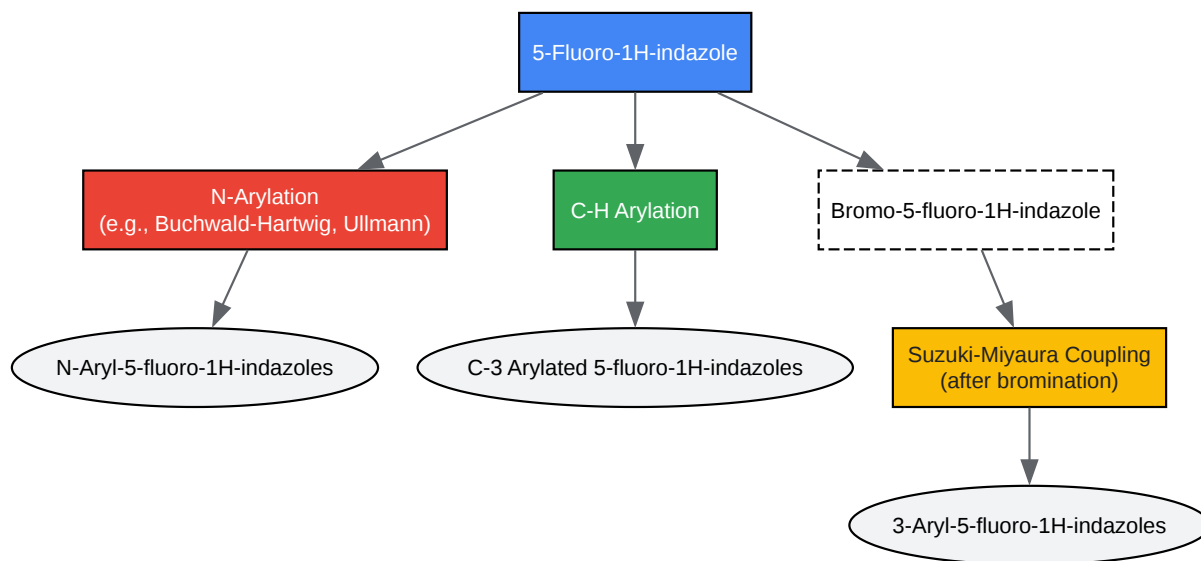 5-Fluoro-1H-indazole
N-Arylation
(e.g., Buchwald-Hartwig, Ullmann)
C-H Arylation
Bromo-5-fluoro-1H-indazole
N-Aryl-5-fluoro-1H-indazoles
C-3 Arylated 5-fluoro-1H-indazoles
Suzuki-Miyaura Coupling
(after bromination)
3-Aryl-5-fluoro-1H-indazoles